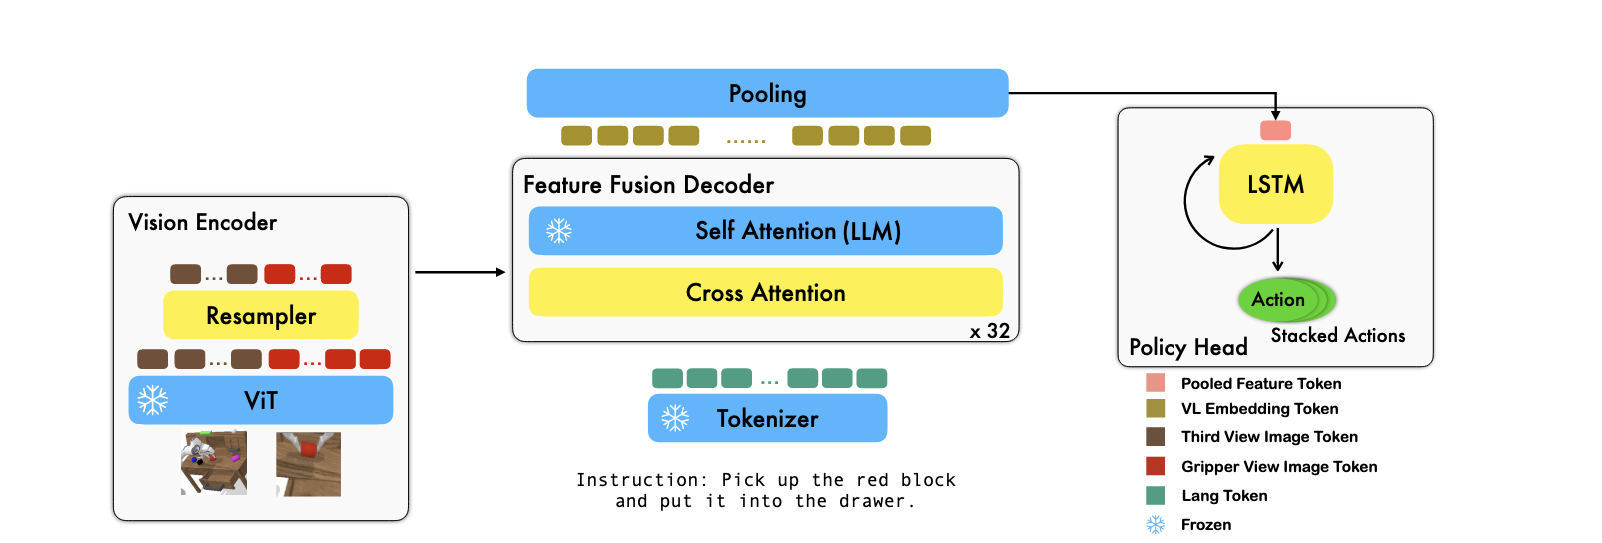 Pooling
......
Feature Fusion Decoder
Self Attention (LLM)
Cross Attention
x 32
Vision Encoder
... ...
Resampler
... ...
ViT
...
Tokenizer
Instruction: Pick up the red block
and put it into the drawer.
LSTM
Action
Stacked Actions
Policy Head
Pooled Feature Token
VL Embedding Token
Third View Image Token
Gripper View Image Token
Lang Token
Frozen